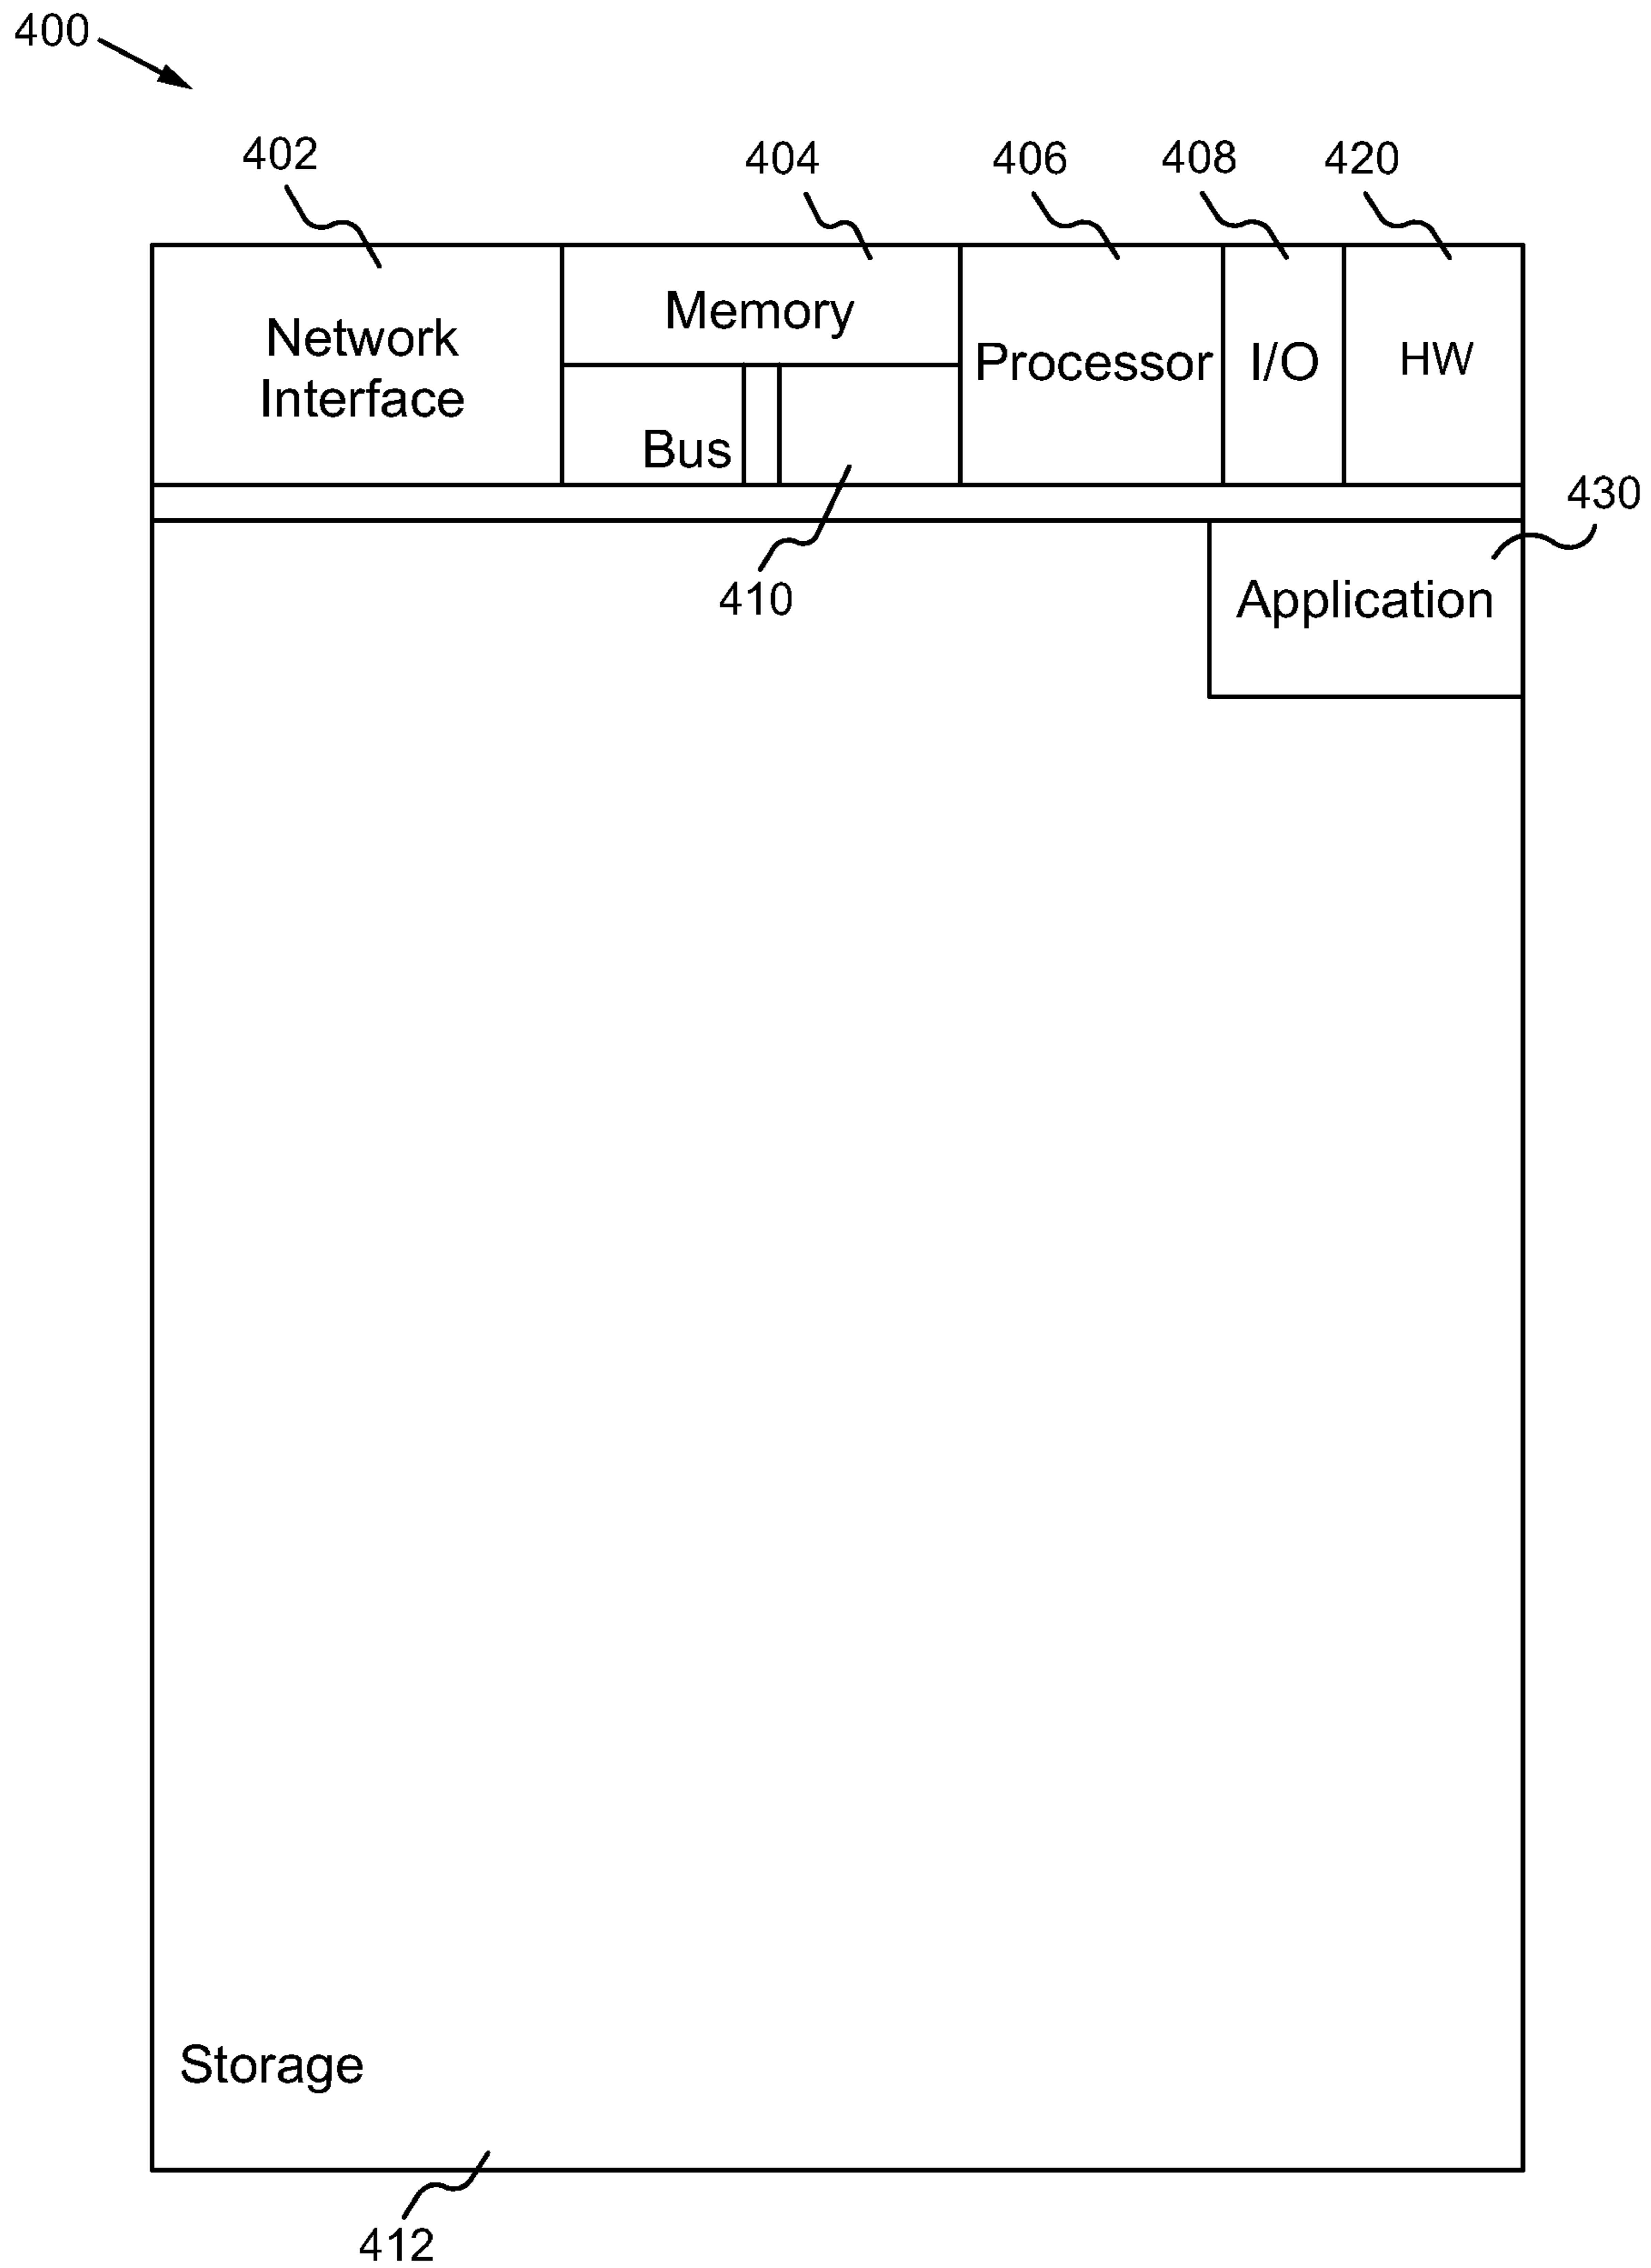 400
402
404
406
408
420
Network
Interface
Memory
Processor
I/O
HW
Bus
430
410
Application
Storage
412